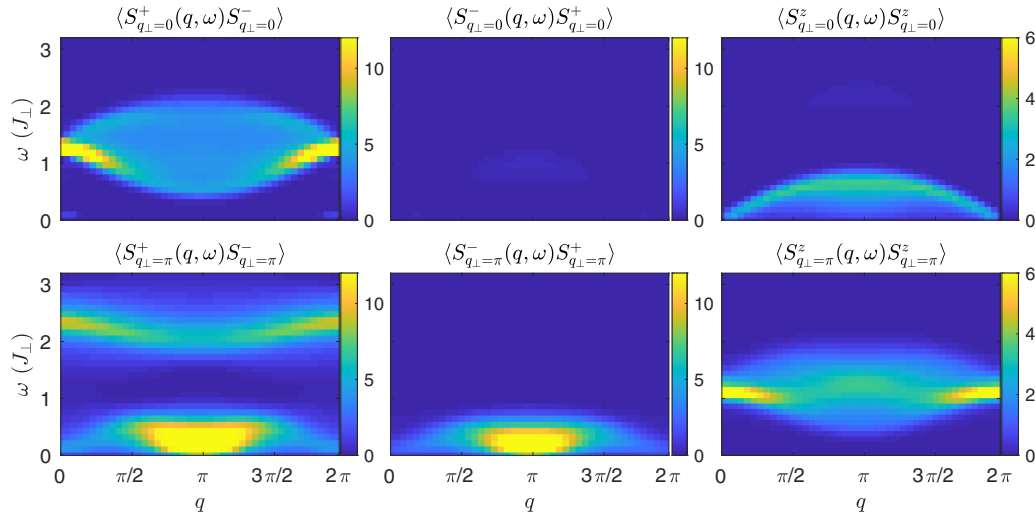 ⟨S⁺_{q⊥=0}(q, ω)S⁻_{q⊥=0}⟩ ⟨S⁻_{q⊥=0}(q, ω)S⁺_{q⊥=0}⟩ ⟨S^z_{q⊥=0}(q, ω)S^z_{q⊥=0}⟩
3 10 10 6
2 4
ω (J⊥)
1 5 5 2
0 0 0 0
⟨S⁺_{q⊥=π}(q, ω)S⁻_{q⊥=π}⟩ ⟨S⁻_{q⊥=π}(q, ω)S⁺_{q⊥=π}⟩ ⟨S^z_{q⊥=π}(q, ω)S^z_{q⊥=π}⟩
3 10 10 6
2 4
ω (J⊥)
1 5 5 2
0 0 0 0
0 π/2 π 3π/2 2π 0 π/2 π 3π/2 2π 0 π/2 π 3π/2 2π
q q q